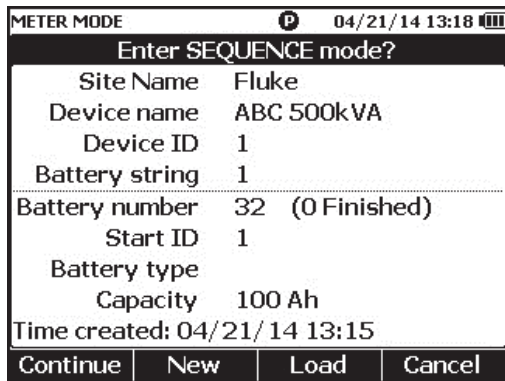 METER MODE P 04/21/14 13:18
Enter SEQUENCE mode?
Site Name Fluke
Device name ABC 500kVA
Device ID 1
Battery string 1
Battery number 32 (0 Finished)
Start ID 1
Battery type
Capacity 100 Ah
Time created: 04/21/14 13:15
Continue New Load Cancel